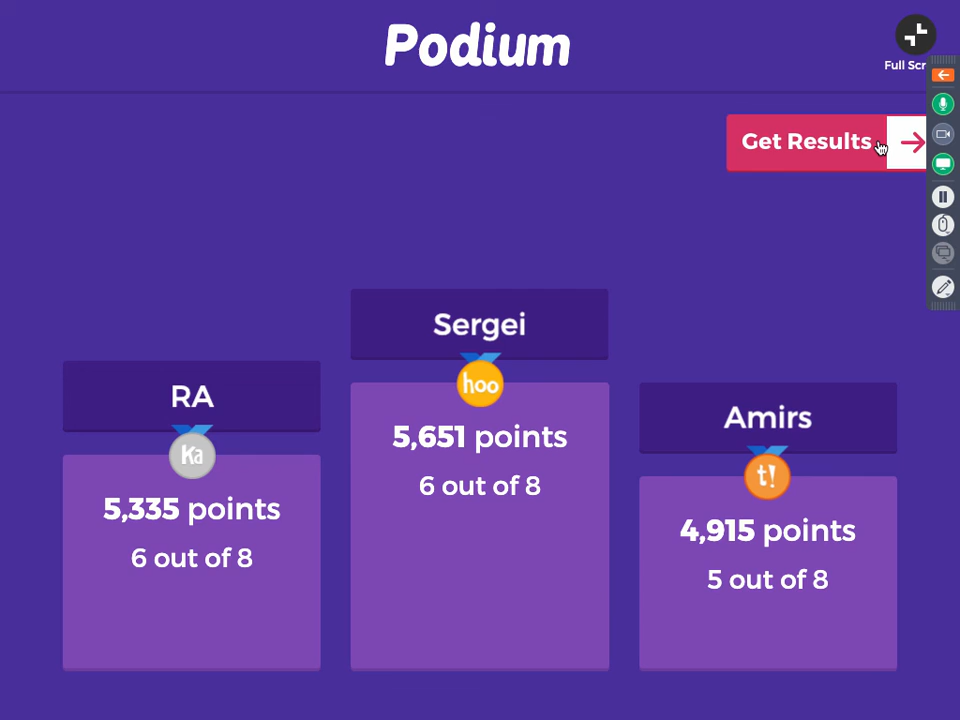 Podium
Full Scr
Get Results
Sergei
hoo
5,651 points
6 out of 8
RA
Ka
5,335 points
6 out of 8
Amirs
t!
4,915 points
5 out of 8